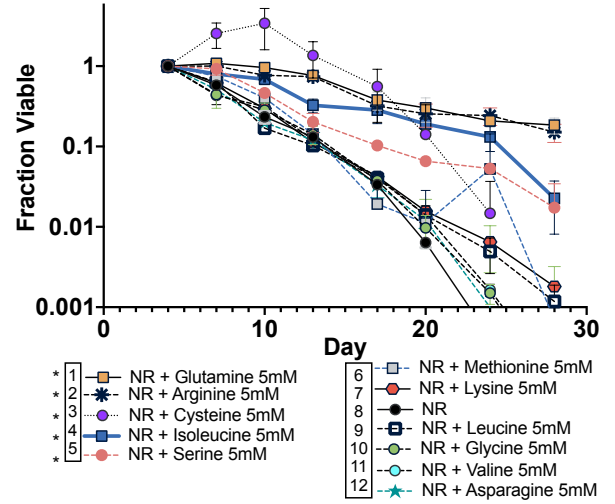 Fraction Viable
1
0.1
0.01
0.001
0 10 20 30
Day
* 1 NR + Glutamine 5mM
* 2 NR + Arginine 5mM
* 3 NR + Cysteine 5mM
* 4 NR + Isoleucine 5mM
* 5 NR + Serine 5mM
6 NR + Methionine 5mM
7 NR + Lysine 5mM
8 NR
9 NR + Leucine 5mM
10 NR + Glycine 5mM
11 NR + Valine 5mM
12 NR + Asparagine 5mM